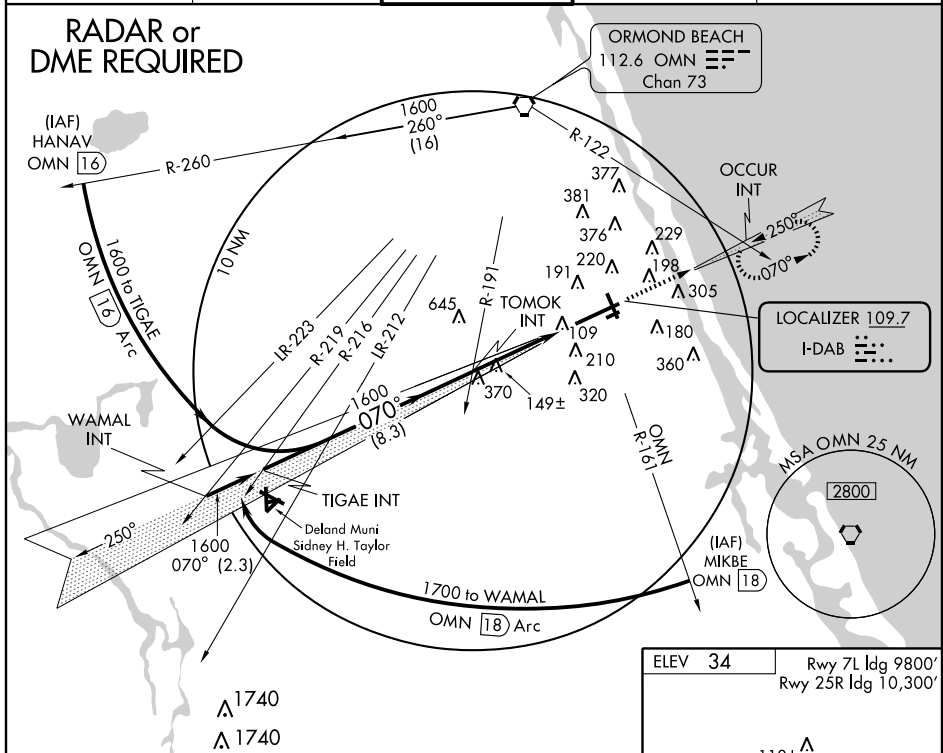 RADAR or
DME REQUIRED
ORMOND BEACH
112.6 OMN
Chan 73
(IAF)
HANAV
OMN 16
1600
260°
(16)
R-260
R-122
OCCUR
INT
377
381
376
229
220
198
191
305
250°
070°
10 NM
1600 to TIGAE
OMN 16 Arc
LR-223
R-219
R-216
LR-212
R-191
645
TOMOK
INT
109
180
210
360
370
149±
320
LOCALIZER 109.7
I-DAB
1600
070°
(8.3)
WAMAL
INT
OMN
R-161
MSA OMN 25 NM
2800
TIGAE INT
250°
1600
070° (2.3)
Deland Muni
Sidney H. Taylor
Field
(IAF)
MIKBE
OMN 18
1700 to WAMAL
OMN 18 Arc
ELEV 34
Rwy 7L ldg 9800'
Rwy 25R ldg 10,300'
1740
1740